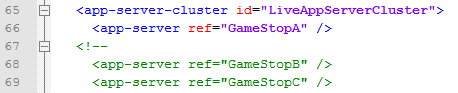 65 <app-server-cluster id="LiveAppServerCluster">
66 <app-server ref="GameStopA" />
67 <!--
68 <app-server ref="GameStopB" />
69 <app-server ref="GameStopC" />